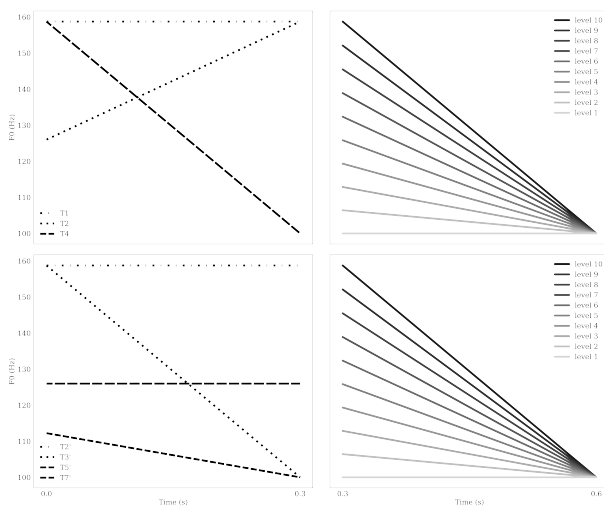 160
150
140
130
120
110
100
F0 (Hz)
T1
T2
T4
level 10
level 9
level 8
level 7
level 6
level 5
level 4
level 3
level 2
level 1
160
150
140
130
120
110
100
F0 (Hz)
T2'
T3'
T5'
T7'
0.0
0.3
Time (s)
level 10
level 9
level 8
level 7
level 6
level 5
level 4
level 3
level 2
level 1
0.3
0.6
Time (s)